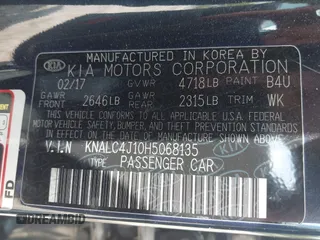 MANUFACTURED IN KOREA BY
KIA KIA MOTORS CORPORATION
02/17 GVWR 4718LB PAINT B4U
GAWR FRONT 2646LB GAWR REAR 2315LB TRIM WK
THIS VEHICLE CONFORMS TO ALL APPLICABLE
U.S.A. FEDERAL MOTOR VEHICLE SAFETY
BUMPER, AND THEFT PREVENTION STANDARDS
IN EFFECT ON THE DATE OF
MANUFACTURE SHOWN ABOVE.
V.I.N KNALC4J10H5068135
PASSENGER CAR
FD
DREAMBID